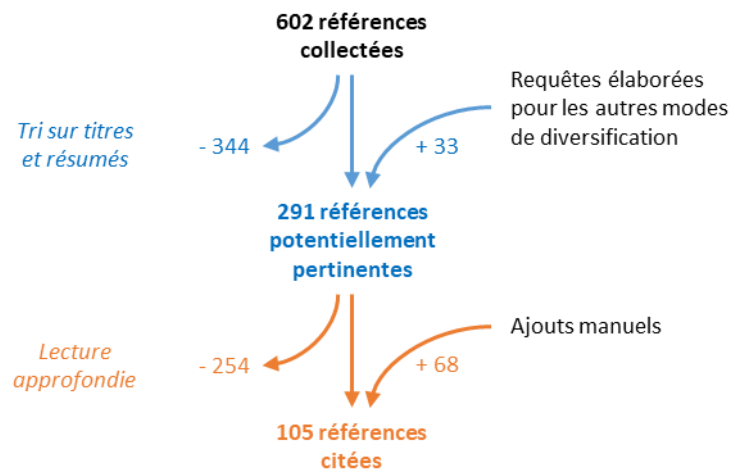 602 références
collectées
Requêtes élaborées
pour les autres modes
de diversification
Tri sur titres
et résumés
- 344
+ 33
291 références
potentiellement
pertinentes
Ajouts manuels
Lecture
approfondie
- 254
+ 68
105 références
citées